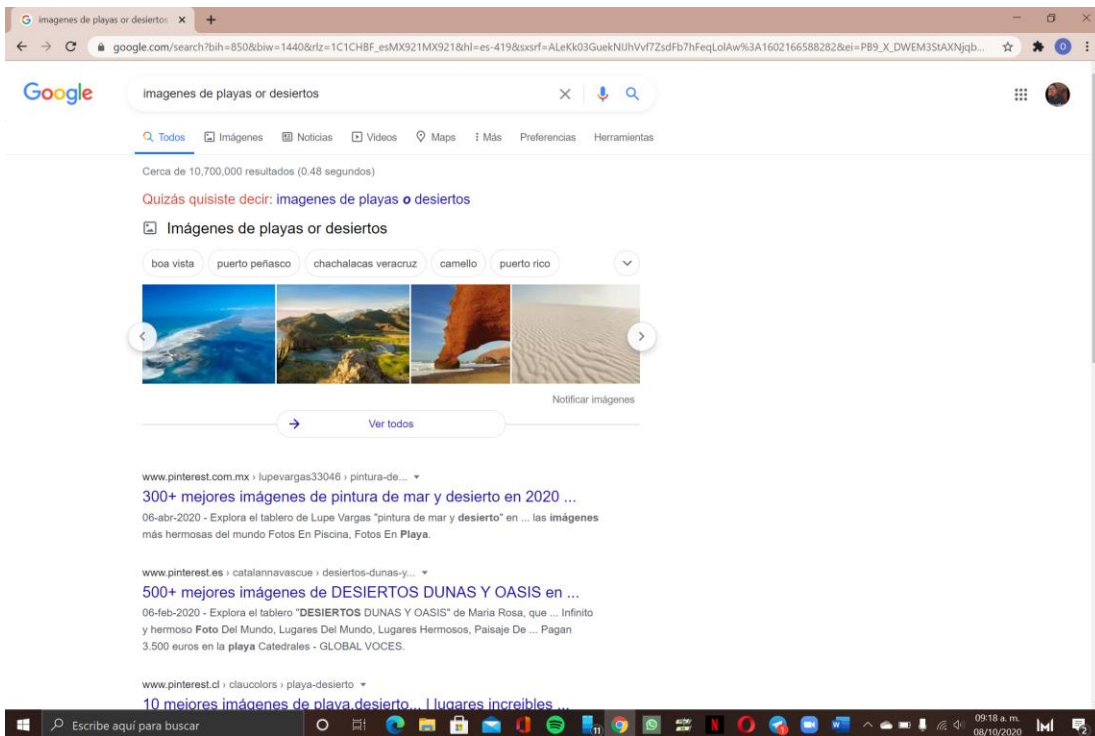 imagenes de playas or desiertos
google.com/search?bih=850&biw=1440&rlz=1C1CHBF_esMX921MX921&hl=es-419&sxsrf=ALeKk03GuekNIJhVvf7ZsdFb7hFeqLolAw%3A1602166588282&ei=PB9_X_DWEM3StAXNjqb...
Google
imagenes de playas or desiertos
Todos Imágenes Noticias Videos Maps Más Preferencias Herramientas
Cerca de 10,700,000 resultados (0.48 segundos)
Quizás quisiste decir: imagenes de playas o desiertos
Imágenes de playas or desiertos
boa vista puerto peñasco chachalacas veracruz camello puerto rico
Notificar imágenes
Ver todos
www.pinterest.com.mx › lupevargas33046 › pintura-de...
300+ mejores imágenes de pintura de mar y desierto en 2020 ...
06-abr-2020 - Explora el tablero de Lupe Vargas "pintura de mar y desierto" en ... las imágenes
más hermosas del mundo Fotos En Piscina, Fotos En Playa.
www.pinterest.es › catalannavascue › desiertos-dunas-y...
500+ mejores imágenes de DESIERTOS DUNAS Y OASIS en ...
06-feb-2020 - Explora el tablero "DESIERTOS DUNAS Y OASIS" de Maria Rosa, que ... Infinito
y hermoso Foto Del Mundo, Lugares Del Mundo, Lugares Hermosos, Paisaje De ... Pagan
3.500 euros en la playa Catedrales - GLOBAL VOCES.
www.pinterest.cl › claucolors › playa-desierto
10 mejores imágenes de playa,desierto... | lugares increibles ...
Escribe aquí para buscar
09:18 a. m.
08/10/2020